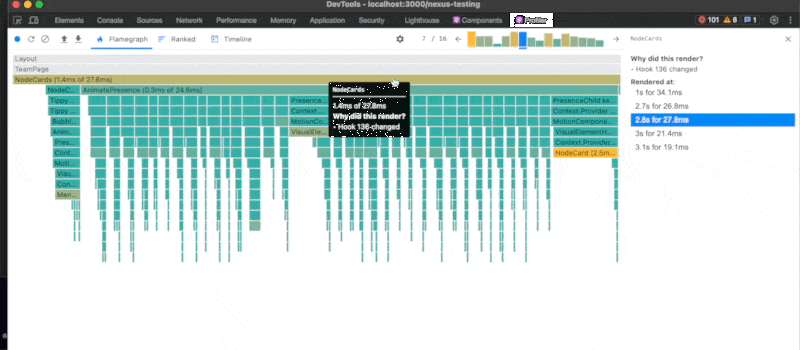 DevTools - localhost:3000/nexus-testing
Elements Console Sources Network Performance Memory Application Security Lighthouse Components Profiler 101 6 1
Flamegraph Ranked Timeline 7 / 16 NodeCards
Layout
TeamPage
NodeCards (1.4ms of 27.8ms)
NodeC... AnimatePresence (0.3ms of 24.6ms)
Tippy Presence... PresenceChild se...
Tippy ... Context... Context.Provider ...
Bubbl... MotionCo... MotionCompone...
Anim... VisualEle... VisualElementH...
Pres... Context.Provider...
Cont... NodeCard (2.5m...
Motl...
Visu...
Con...
Men...
NodeCards
1.4ms of 27.8ms
Why did this render?
• Hook 136 changed
Why did this render?
• Hook 136 changed
Rendered at:
1s for 34.1ms
2.7s for 26.8ms
2.8s for 27.8ms
3s for 21.4ms
3.1s for 19.1ms